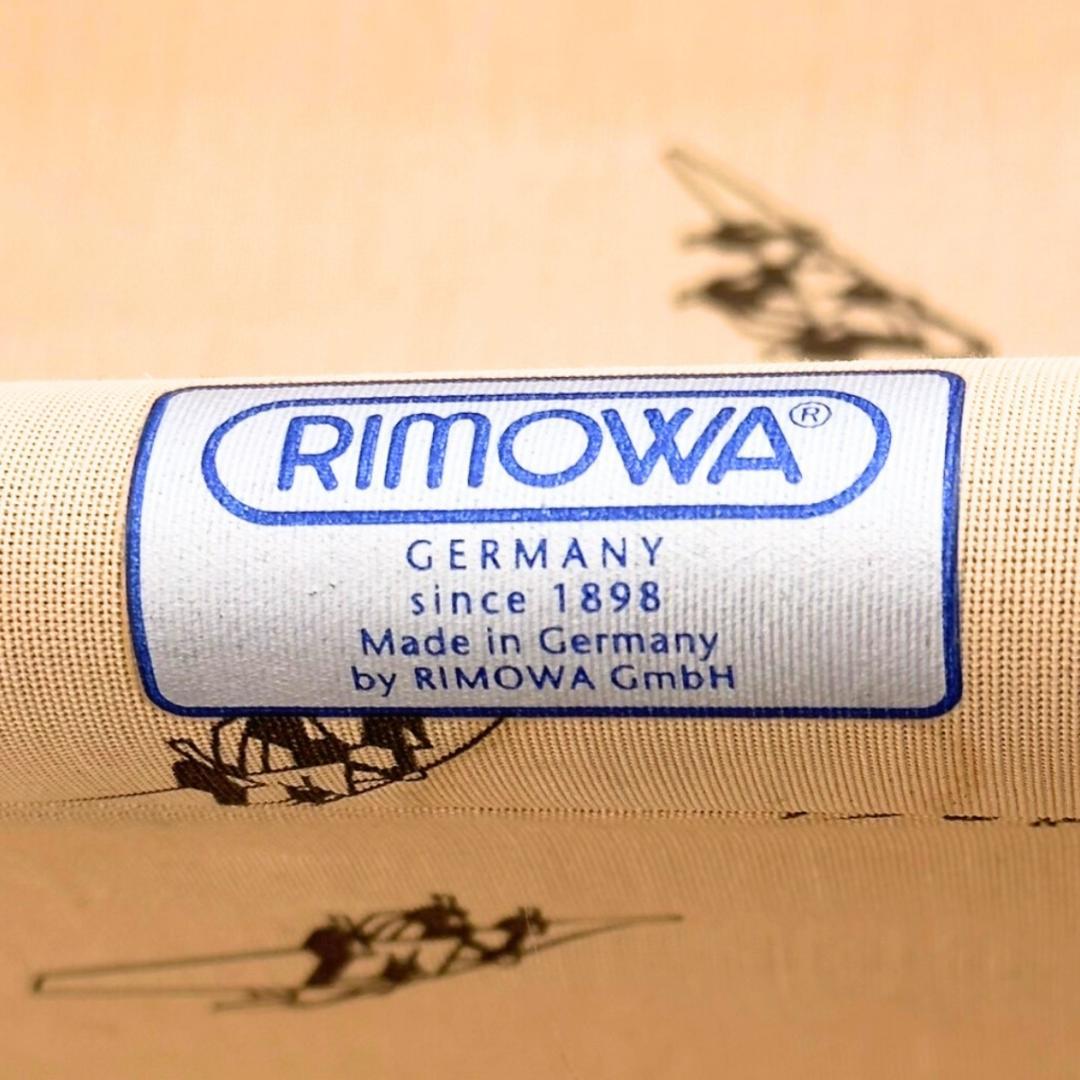 RIMOWA®
GERMANY
since 1898
Made in Germany
by RIMOWA GmbH